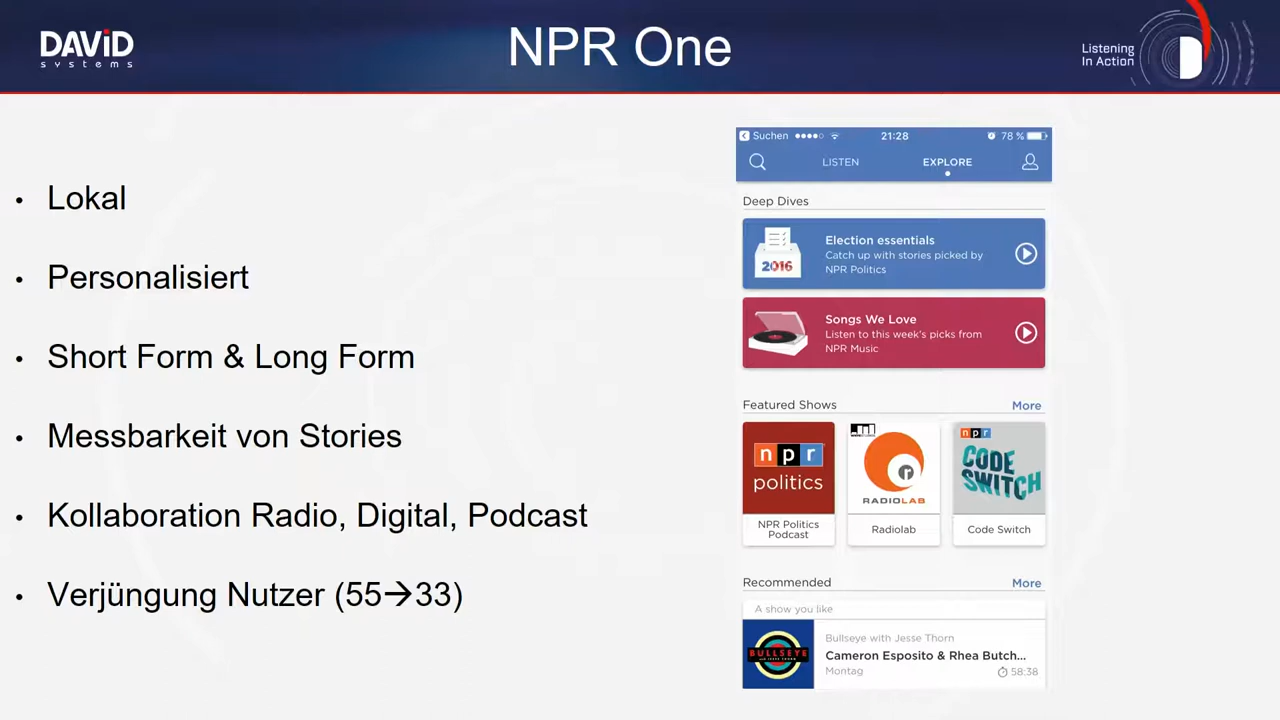 DAViD
systems
NPR One
Listening
In Action
• Lokal
• Personalisiert
• Short Form & Long Form
• Messbarkeit von Stories
• Kollaboration Radio, Digital, Podcast
• Verjüngung Nutzer (55→33)
Suchen 21:28 78 %
LISTEN EXPLORE
Deep Dives
2016
Election essentials
Catch up with stories picked by
NPR Politics
Songs We Love
Listen to this week's picks from
NPR Music
Featured Shows More
npr
politics
NPR Politics
Podcast
RADIOLAB
Radiolab
npr
CODE
SWITCH
Code Switch
Recommended More
A show you like
BULLSEYE
Bullseye with Jesse Thorn
Cameron Esposito & Rhea Butch...
Montag 58:38